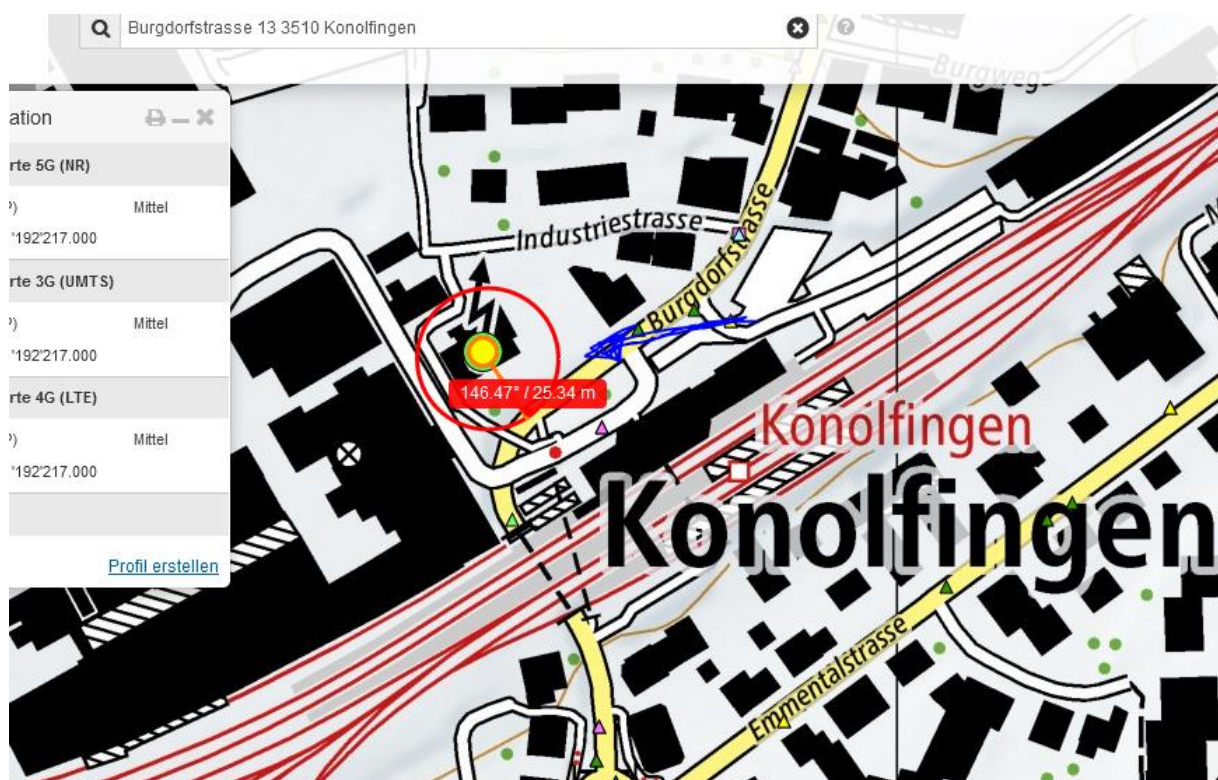 Burgdorfstrasse 13 3510 Konolfingen
Burgweg
ation
rte 5G (NR)
P) Mittel
'192'217.000
rte 3G (UMTS)
P) Mittel
'192'217.000
rte 4G (LTE)
P) Mittel
'192'217.000
Profil erstellen
Industriestrasse
Burgdorfstrasse
146.47° / 25.34 m
Konolfingen
Konolfingen
Emmentalstrasse